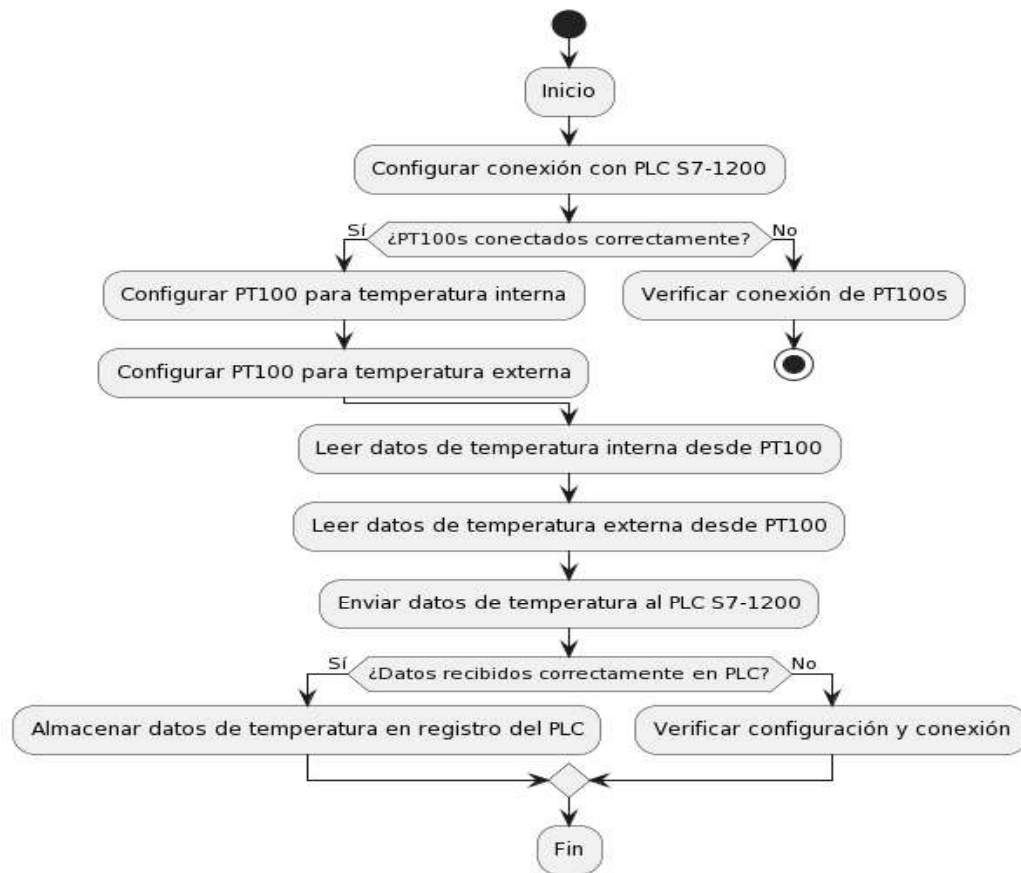 Inicio
Configurar conexión con PLC S7-1200
Sí
¿PT100s conectados correctamente?
No
Configurar PT100 para temperatura interna
Verificar conexión de PT100s
Configurar PT100 para temperatura externa
Leer datos de temperatura interna desde PT100
Leer datos de temperatura externa desde PT100
Enviar datos de temperatura al PLC S7-1200
Sí
¿Datos recibidos correctamente en PLC?
No
Almacenar datos de temperatura en registro del PLC
Verificar configuración y conexión
Fin